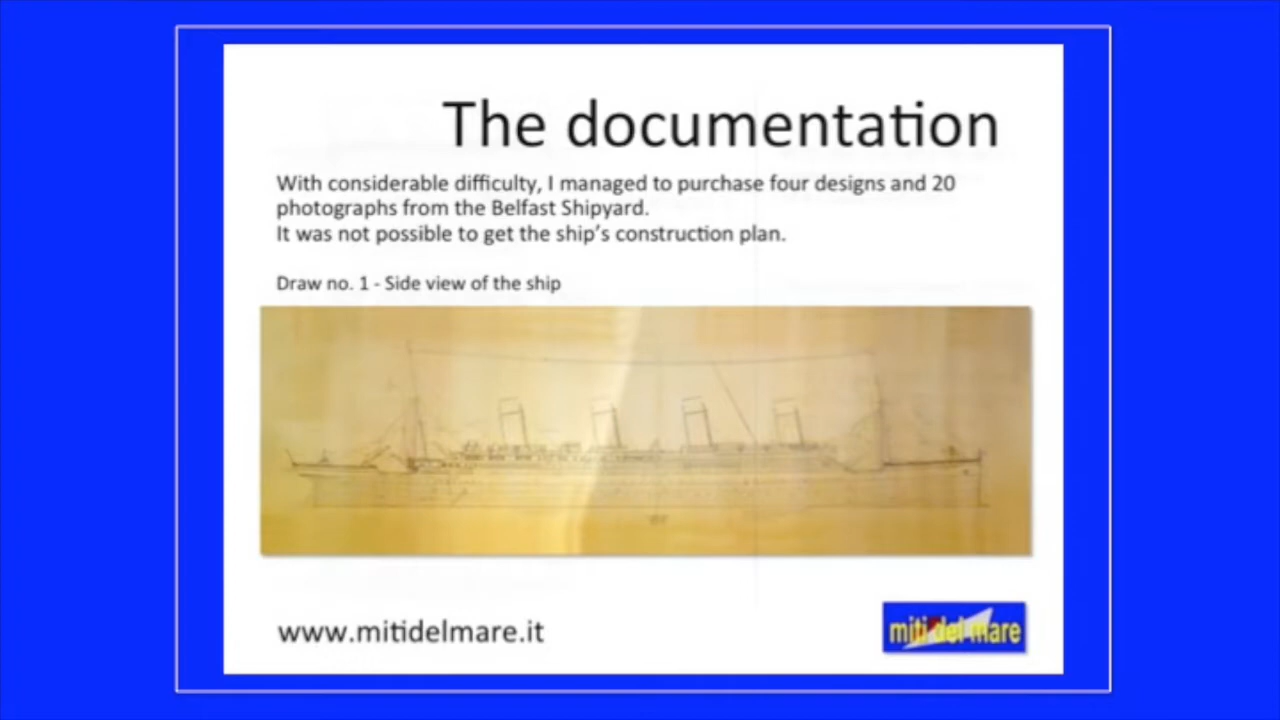 The documentation
With considerable difficulty, I managed to purchase four designs and 20
photographs from the Belfast Shipyard.
It was not possible to get the ship's construction plan.
Draw no. 1 - Side view of the ship
www.mitidelmare.it
miti del mare